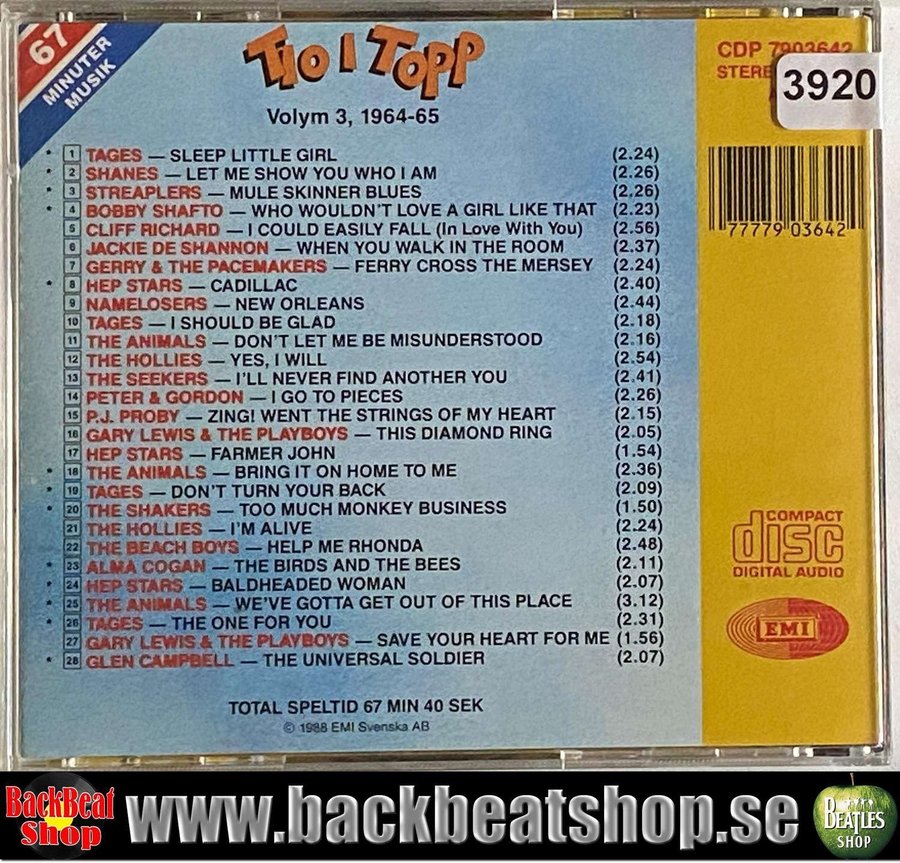 67
MINUTER
MUSIK
TIO I TOPP
Volym 3, 1964-65
CDP 7903642
STERE
3920
* 1 TAGES — SLEEP LITTLE GIRL (2.24)
* 2 SHANES — LET ME SHOW YOU WHO I AM (2.26)
* 3 STREAPLERS — MULE SKINNER BLUES (2.26)
* 4 BOBBY SHAFTO — WHO WOULDN'T LOVE A GIRL LIKE THAT (2.23)
5 CLIFF RICHARD — I COULD EASILY FALL (In Love With You) (2.56)
6 JACKIE DE SHANNON — WHEN YOU WALK IN THE ROOM (2.37)
7 GERRY & THE PACEMAKERS — FERRY CROSS THE MERSEY (2.24)
* 8 HEP STARS — CADILLAC (2.40)
9 NAMELOSERS — NEW ORLEANS (2.44)
10 TAGES — I SHOULD BE GLAD (2.18)
11 THE ANIMALS — DON'T LET ME BE MISUNDERSTOOD (2.16)
12 THE HOLLIES — YES, I WILL (2.54)
13 THE SEEKERS — I'LL NEVER FIND ANOTHER YOU (2.41)
14 PETER & GORDON — I GO TO PIECES (2.26)
15 P.J. PROBY — ZING! WENT THE STRINGS OF MY HEART (2.15)
16 GARY LEWIS & THE PLAYBOYS — THIS DIAMOND RING (2.05)
17 HEP STARS — FARMER JOHN (1.54)
* 18 THE ANIMALS — BRING IT ON HOME TO ME (2.36)
* 19 TAGES — DON'T TURN YOUR BACK (2.09)
* 20 THE SHAKERS — TOO MUCH MONKEY BUSINESS (1.50)
21 THE HOLLIES — I'M ALIVE (2.24)
22 THE BEACH BOYS — HELP ME RHONDA (2.48)
* 23 ALMA COGAN — THE BIRDS AND THE BEES (2.11)
* 24 HEP STARS — BALDHEADED WOMAN (2.07)
* 25 THE ANIMALS — WE'VE GOTTA GET OUT OF THIS PLACE (3.12)
* 26 TAGES — THE ONE FOR YOU (2.31)
27 GARY LEWIS & THE PLAYBOYS — SAVE YOUR HEART FOR ME (1.56)
* 28 GLEN CAMPBELL — THE UNIVERSAL SOLDIER (2.07)
77779 03642
COMPACT
disc
DIGITAL AUDIO
EMI
TOTAL SPELTID 67 MIN 40 SEK
© 1988 EMI Svenska AB
BackBeat
Shop
www.backbeatshop.se
BEATLES
SHOP